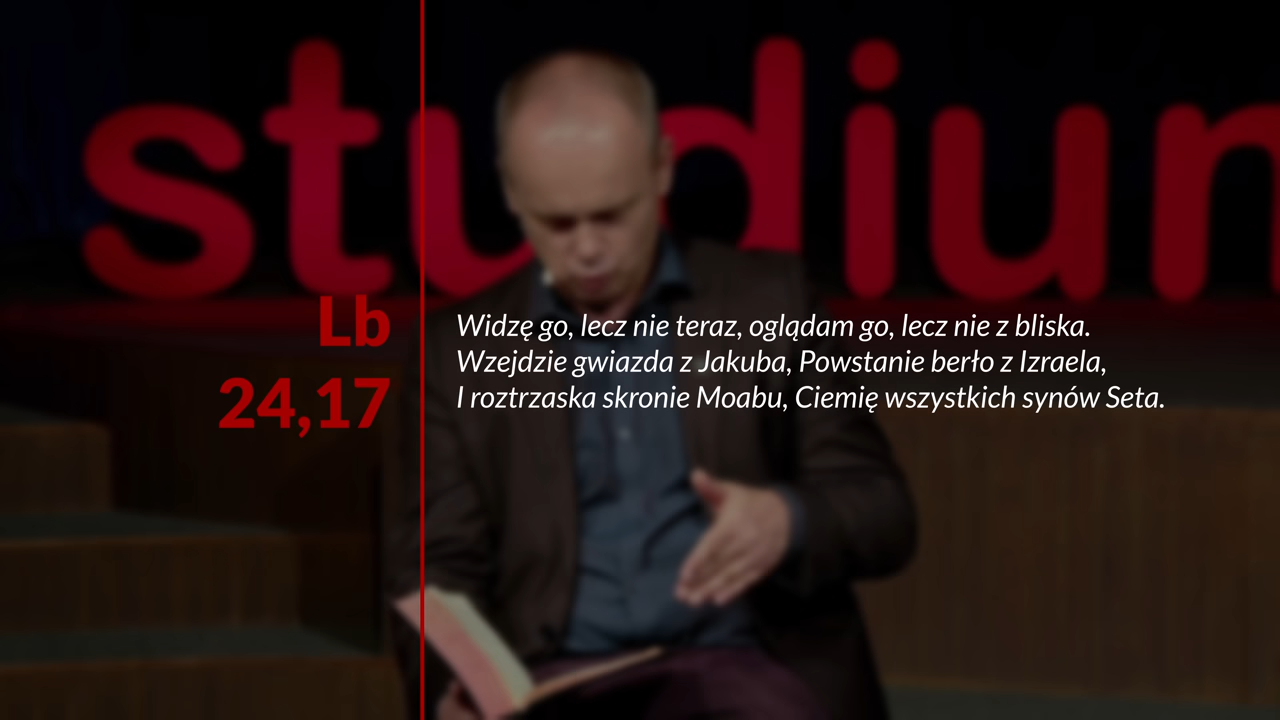 studium
Lb
24,17
Widzę go, lecz nie teraz, oglądam go, lecz nie z bliska.
Wzejdzie gwiazda z Jakuba, Powstanie berło z Izraela,
I roztrzaska skronie Moabu, Ciemię wszystkich synów Seta.